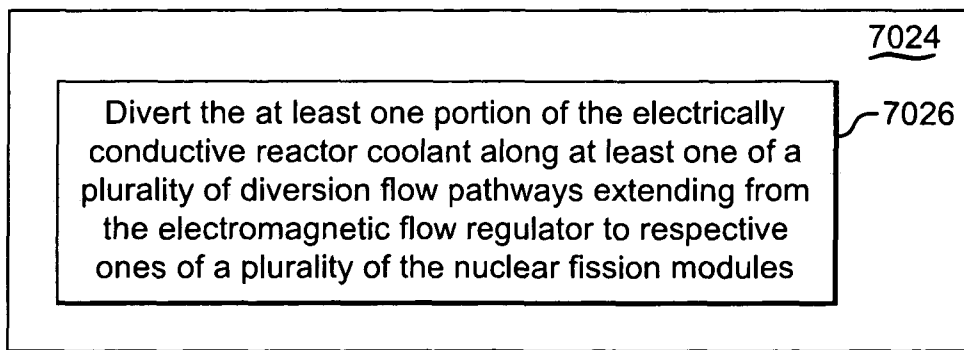 7024
Divert the at least one portion of the electrically
7026
conductive reactor coolant along at least one of a
plurality of diversion flow pathways extending from
the electromagnetic flow regulator to respective
ones of a plurality of the nuclear fission modules